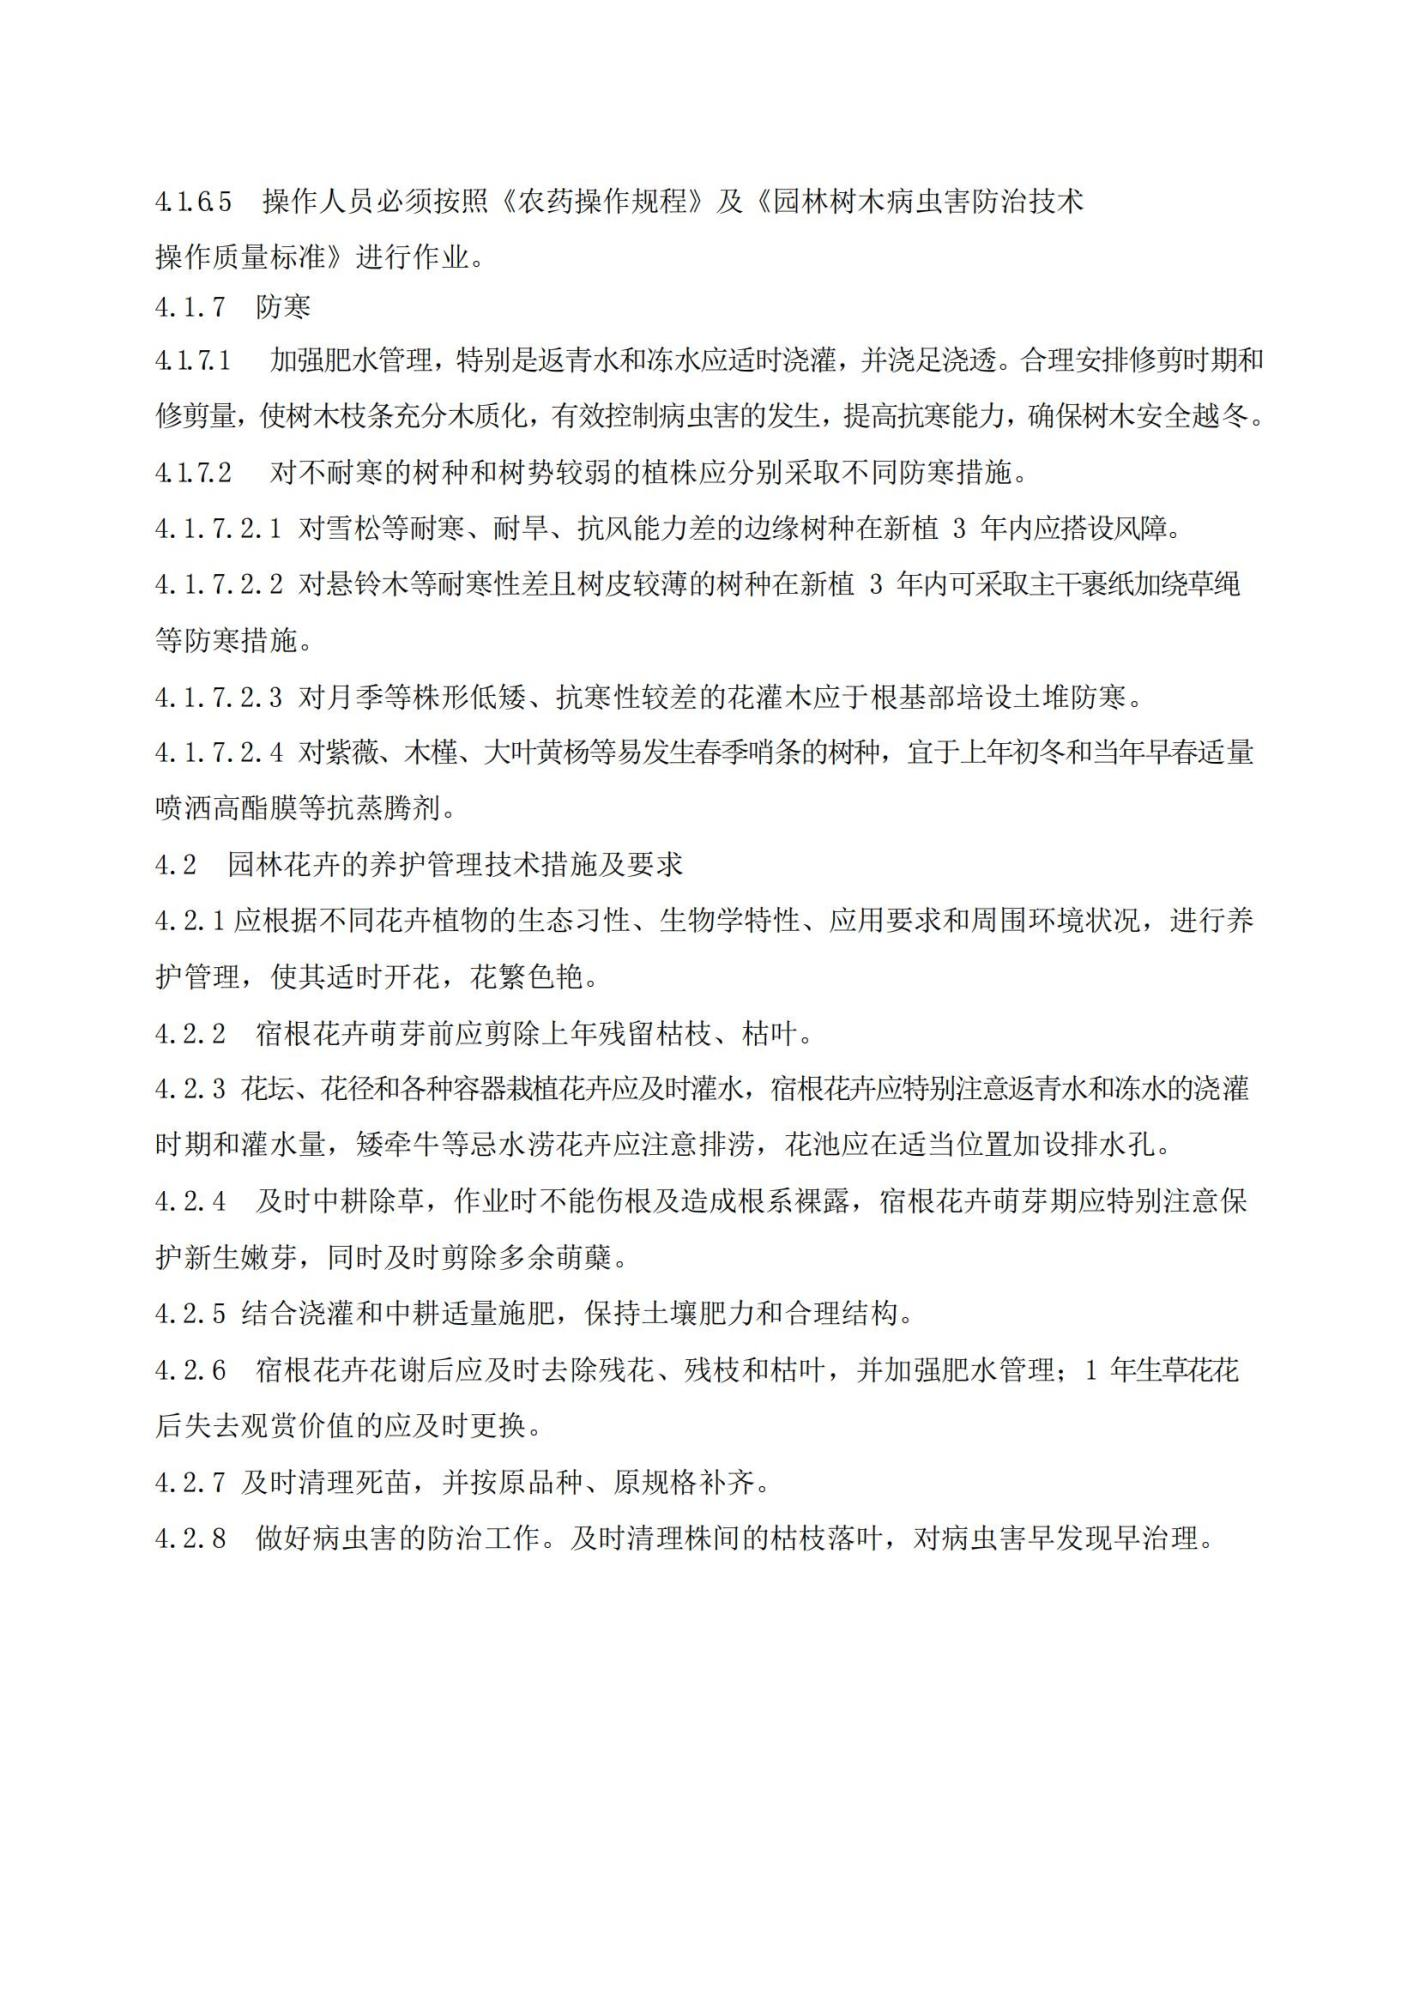 4.1.6.5 操作人员必须按照《农药操作规程》及《园林树木病虫害防治技术
操作质量标准》进行作业。
4.1.7 防寒
4.1.7.1 加强肥水管理，特别是返青水和冻水应适时浇灌，并浇足浇透。合理安排修剪时期和
修剪量，使树木枝条充分木质化，有效控制病虫害的发生，提高抗寒能力，确保树木安全越冬。
4.1.7.2 对不耐寒的树种和树势较弱的植株应分别采取不同防寒措施。
4.1.7.2.1 对雪松等耐寒、耐旱、抗风能力差的边缘树种在新植 3 年内应搭设风障。
4.1.7.2.2 对悬铃木等耐寒性差且树皮较薄的树种在新植 3 年内可采取主干裹纸加绕草绳
等防寒措施。
4.1.7.2.3 对月季等株形低矮、抗寒性较差的花灌木应于根基部培设土堆防寒。
4.1.7.2.4 对紫薇、木槿、大叶黄杨等易发生春季哨条的树种，宜于上年初冬和当年早春适量
喷洒高酯膜等抗蒸腾剂。
4.2 园林花卉的养护管理技术措施及要求
4.2.1 应根据不同花卉植物的生态习性、生物学特性、应用要求和周围环境状况，进行养
护管理，使其适时开花，花繁色艳。
4.2.2 宿根花卉萌芽前应剪除上年残留枯枝、枯叶。
4.2.3 花坛、花径和各种容器栽植花卉应及时灌水，宿根花卉应特别注意返青水和冻水的浇灌
时期和灌水量，矮牵牛等忌水涝花卉应注意排涝，花池应在适当位置加设排水孔。
4.2.4 及时中耕除草，作业时不能伤根及造成根系裸露，宿根花卉萌芽期应特别注意保
护新生嫩芽，同时及时剪除多余萌蘖。
4.2.5 结合浇灌和中耕适量施肥，保持土壤肥力和合理结构。
4.2.6 宿根花卉花谢后应及时去除残花、残枝和枯叶，并加强肥水管理；1 年生草花花
后失去观赏价值的应及时更换。
4.2.7 及时清理死苗，并按原品种、原规格补齐。
4.2.8 做好病虫害的防治工作。及时清理株间的枯枝落叶，对病虫害早发现早治理。